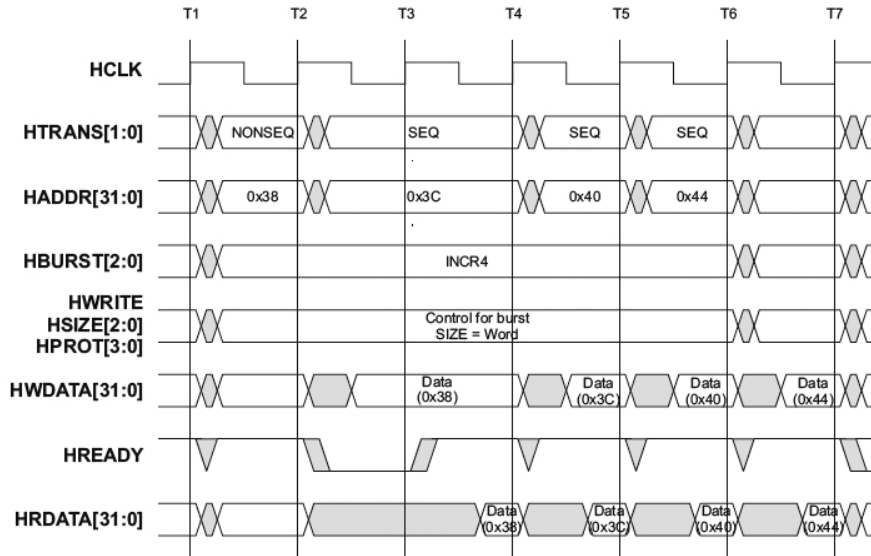 T1 T2 T3 T4 T5 T6 T7
HCLK
HTRANS[1:0] NONSEQ SEQ SEQ SEQ
HADDR[31:0] 0x38 0x3C 0x40 0x44
HBURST[2:0] INCR4
HWRITE
HSIZE[2:0]
HPROT[3:0]
Control for burst
SIZE = Word
HWDATA[31:0]
Data
(0x38)
Data
(0x3C)
Data
(0x40)
Data
(0x44)
HREADY
HRDATA[31:0]
Data
(0x38)
Data
(0x3C)
Data
(0x40)
Data
(0x44)